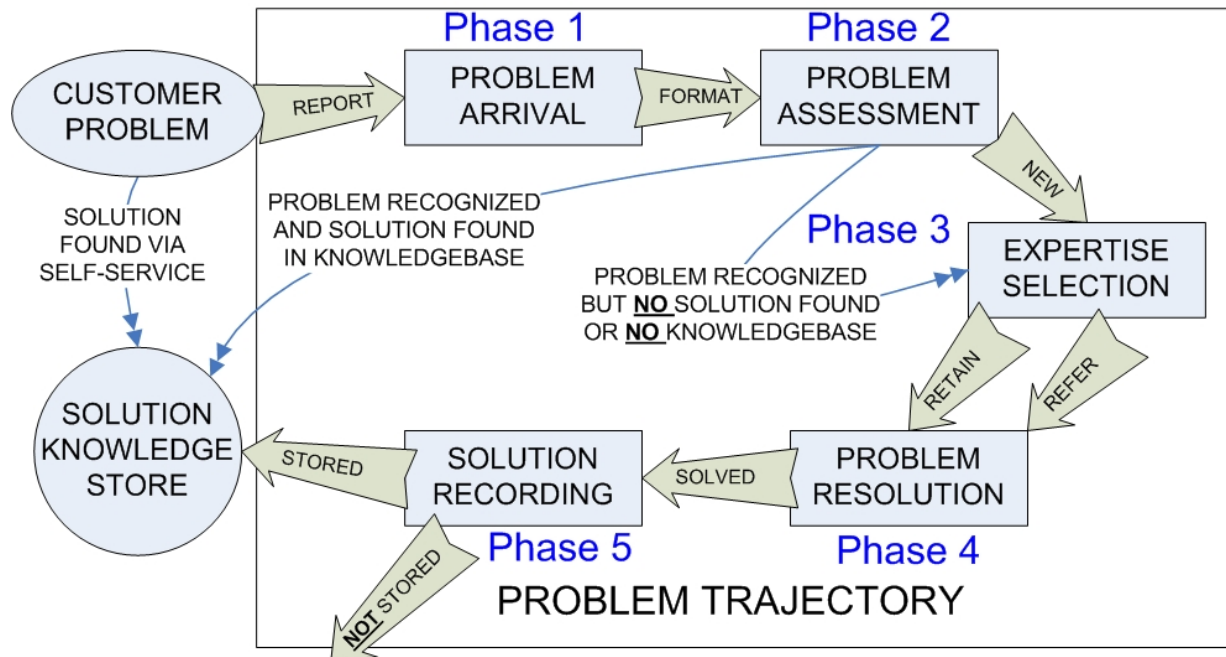 Phase 1
Phase 2
CUSTOMER
PROBLEM
REPORT
PROBLEM
ARRIVAL
FORMAT
PROBLEM
ASSESSMENT
NEW
SOLUTION
FOUND VIA
SELF-SERVICE
PROBLEM RECOGNIZED
AND SOLUTION FOUND
IN KNOWLEDGEBASE
Phase 3
PROBLEM RECOGNIZED
BUT NO SOLUTION FOUND
OR NO KNOWLEDGEBASE
EXPERTISE
SELECTION
RETAIN
REFER
SOLUTION
KNOWLEDGE
STORE
STORED
SOLUTION
RECORDING
SOLVED
PROBLEM
RESOLUTION
Phase 5
Phase 4
NOT STORED
PROBLEM TRAJECTORY